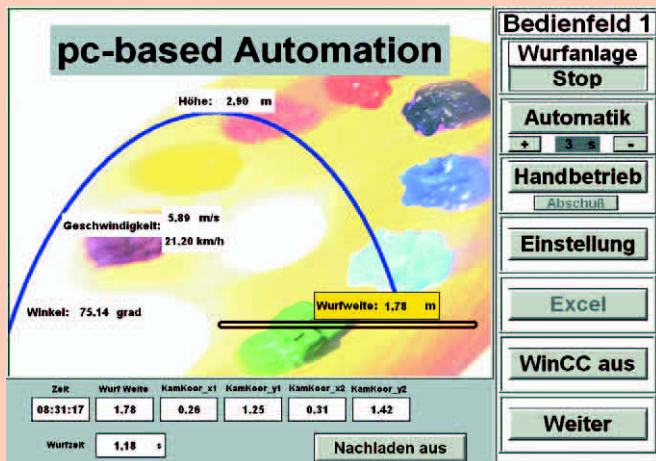 pc-based Automation
Höhe: 2,90 m
Geschwindigkeit: 5,89 m/s
21,20 km/h
Winkel: 75.14 grad
Wurfweite: 1,78 m
Zeit Wurf Weite KamKoor_x1 KamKoor_y1 KamKoor_x2 KamKoor_y2
08:31:17 1.78 0.26 1.25 0.31 1.42
Wurfzeit 1,18 s
Nachladen aus
Bedienfeld 1
Wurfanlage
Stop
Automatik
+ 3 s -
Handbetrieb
Abschuß
Einstellung
Excel
WinCC aus
Weiter